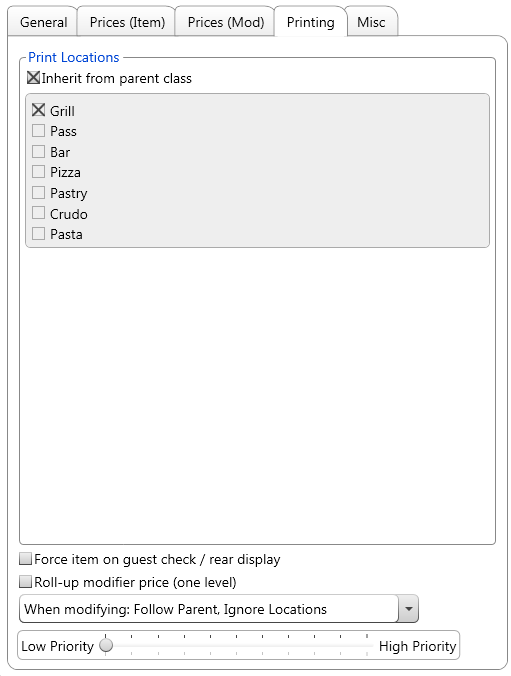 General Prices (Item) Prices (Mod) Printing Misc
Print Locations
Inherit from parent class
Grill
Pass
Bar
Pizza
Pastry
Crudo
Pasta
Force item on guest check / rear display
Roll-up modifier price (one level)
When modifying: Follow Parent, Ignore Locations
Low Priority High Priority